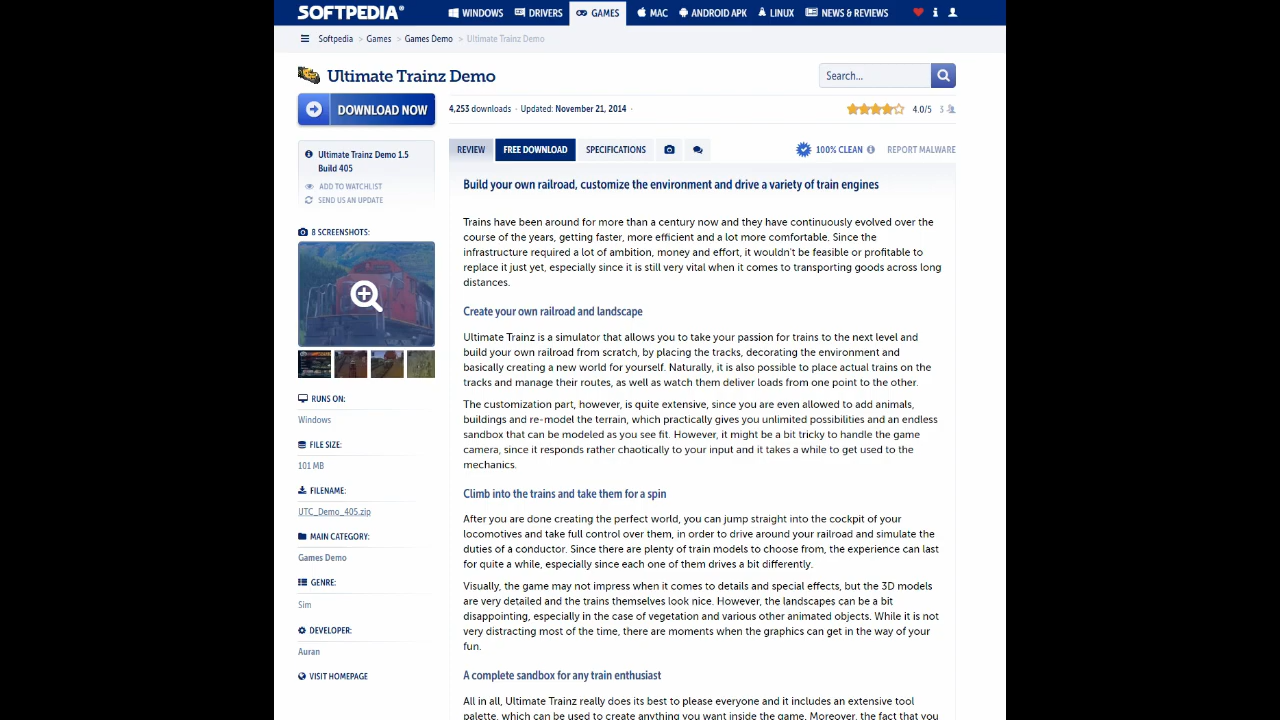 SOFTPEDIA®
WINDOWS
DRIVERS
GAMES
MAC
ANDROID APK
LINUX
NEWS & REVIEWS
Softpedia > Games > Games Demo > Ultimate Trainz Demo
Ultimate Trainz Demo
Search...
DOWNLOAD NOW
4,253 downloads · Updated: November 21, 2014 ·
4.0/5
3
Ultimate Trainz Demo 1.5
Build 405
ADD TO WATCHLIST
SEND US AN UPDATE
8 SCREENSHOTS:
RUNS ON:
Windows
FILE SIZE:
101 MB
FILENAME:
UTC_Demo_405.zip
MAIN CATEGORY:
Games Demo
GENRE:
Sim
DEVELOPER:
Auran
VISIT HOMEPAGE
REVIEW
FREE DOWNLOAD
SPECIFICATIONS
100% CLEAN
REPORT MALWARE
Build your own railroad, customize the environment and drive a variety of train engines
Trains have been around for more than a century now and they have continuously evolved over the
course of the years, getting faster, more efficient and a lot more comfortable. Since the
infrastructure required a lot of ambition, money and effort, it wouldn't be feasible or profitable to
replace it just yet, especially since it is still very vital when it comes to transporting goods across long
distances.
Create your own railroad and landscape
Ultimate Trainz is a simulator that allows you to take your passion for trains to the next level and
build your own railroad from scratch, by placing the tracks, decorating the environment and
basically creating a new world for yourself. Naturally, it is also possible to place actual trains on the
tracks and manage their routes, as well as watch them deliver loads from one point to the other.
The customization part, however, is quite extensive, since you are even allowed to add animals,
buildings and re-model the terrain, which practically gives you unlimited possibilities and an endless
sandbox that can be modeled as you see fit. However, it might be a bit tricky to handle the game
camera, since it responds rather chaotically to your input and it takes a while to get used to the
mechanics.
Climb into the trains and take them for a spin
After you are done creating the perfect world, you can jump straight into the cockpit of your
locomotives and take full control over them, in order to drive around your railroad and simulate the
duties of a conductor. Since there are plenty of train models to choose from, the experience can last
for quite a while, especially since each one of them drives a bit differently.
Visually, the game may not impress when it comes to details and special effects, but the 3D models
are very detailed and the trains themselves look nice. However, the landscapes can be a bit
disappointing, especially in the case of vegetation and various other animated objects. While it is not
very distracting most of the time, there are moments when the graphics can get in the way of your
fun.
A complete sandbox for any train enthusiast
All in all, Ultimate Trainz really does its best to please everyone and it includes an extensive tool
palette, which can be used to create anything you want inside the game. Moreover, the fact that you